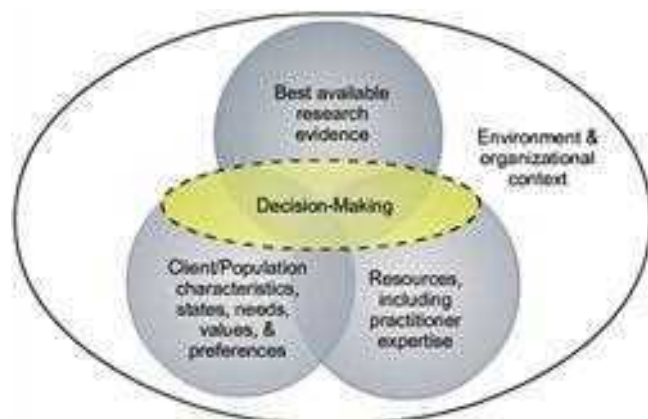 Best available
research
evidence
Environment &
organizational
context
Decision-Making
Client/Population
characteristics,
states, needs,
values, &
preferences
Resources,
including
practitioner
expertise